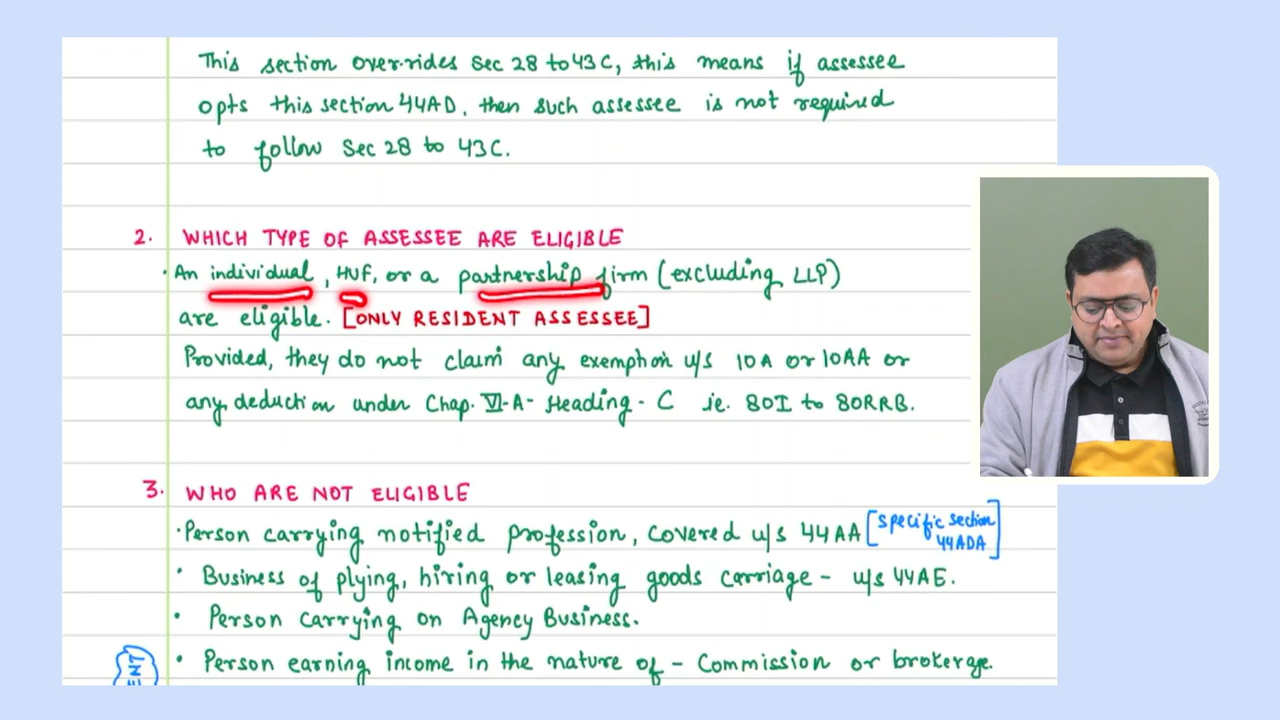 This section over-rides Sec 28 to 43C, this means if assessee
opts this section 44AD, then such assessee is not required
to follow Sec 28 to 43C.
2. WHICH TYPE OF ASSESSEE ARE ELIGIBLE
· An individual, HUF, or a partnership firm (excluding LLP)
are eligible. [ONLY RESIDENT ASSESSEE]
Provided, they do not claim any exemption u/s 10A or 10AA or
any deduction under Chap. VI-A- Heading - C ie. 80I to 80RRB.
3. WHO ARE NOT ELIGIBLE
· Person carrying notified profession, covered u/s 44AA [specific section
44ADA]
· Business of plying, hiring or leasing goods carriage - u/s 44AE.
· Person carrying on Agency Business.
· Person earning income in the nature of - Commission or brokerage.